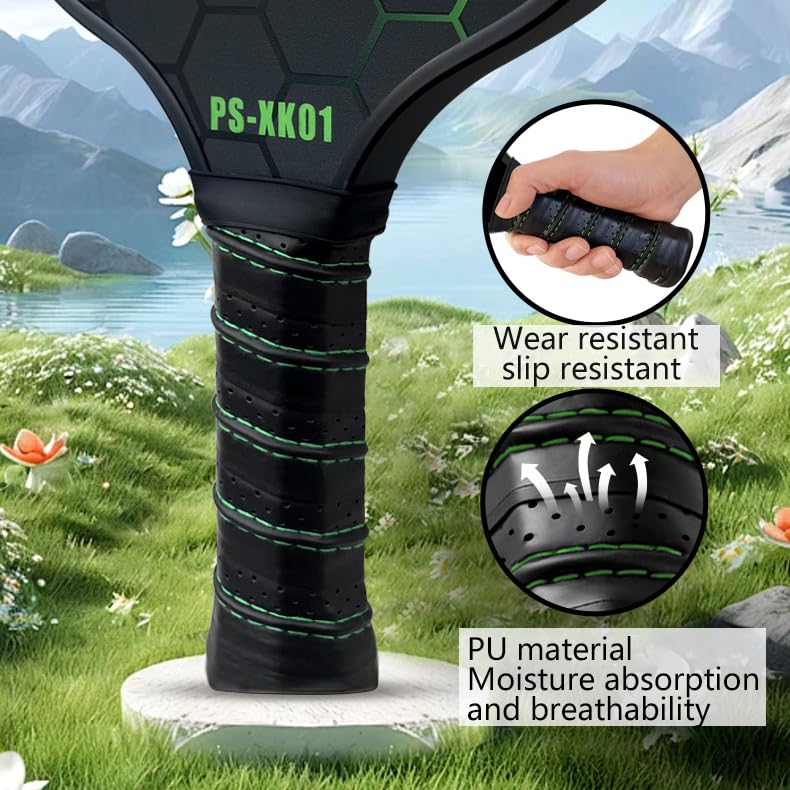 PS-XK01
Wear resistant
slip resistant
PU material
Moisture absorption
and breathability